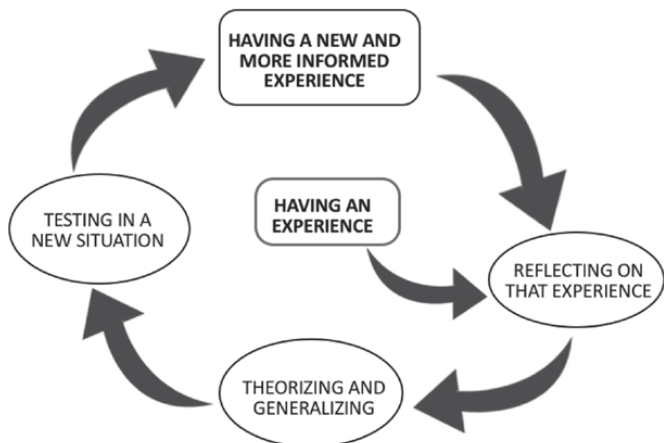 HAVING A NEW AND
MORE INFORMED
EXPERIENCE
HAVING AN
EXPERIENCE
TESTING IN A
NEW SITUATION
REFLECTING ON
THAT EXPERIENCE
THEORIZING AND
GENERALIZING